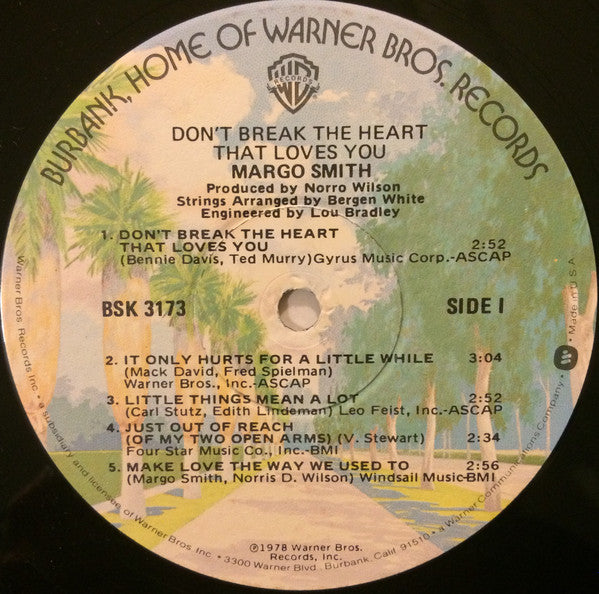 BURBANK, HOME OF WARNER BROS. RECORDS
WB
RECORDS
DON'T BREAK THE HEART
THAT LOVES YOU
MARGO SMITH
Produced by Norro Wilson
Strings Arranged by Bergen White
Engineered by Lou Bradley
1. DON'T BREAK THE HEART
THAT LOVES YOU 2:52
(Bennie Davis, Ted Murry)Gyrus Music Corp.-ASCAP
BSK 3173 SIDE I
2. IT ONLY HURTS FOR A LITTLE WHILE 3:04
(Mack David, Fred Spielman)
Warner Bros., Inc.-ASCAP
3. LITTLE THINGS MEAN A LOT 2:52
(Carl Stutz, Edith Lindeman) Leo Feist, Inc.-ASCAP
4. JUST OUT OF REACH
(OF MY TWO OPEN ARMS) (V. Stewart) 2:34
Four Star Music Co., Inc.-BMI
5. MAKE LOVE THE WAY WE USED TO 2:56
(Margo Smith, Norris D. Wilson) Windsail Music-BMI
℗1978 Warner Bros.
Records, Inc.
Warner Bros. Records Inc. • a subsidiary and licensee of Warner Bros. Inc. • 3300 Warner Blvd., Burbank, Calif. 91510 • a Warner Communications Company • Made in U.S.A.